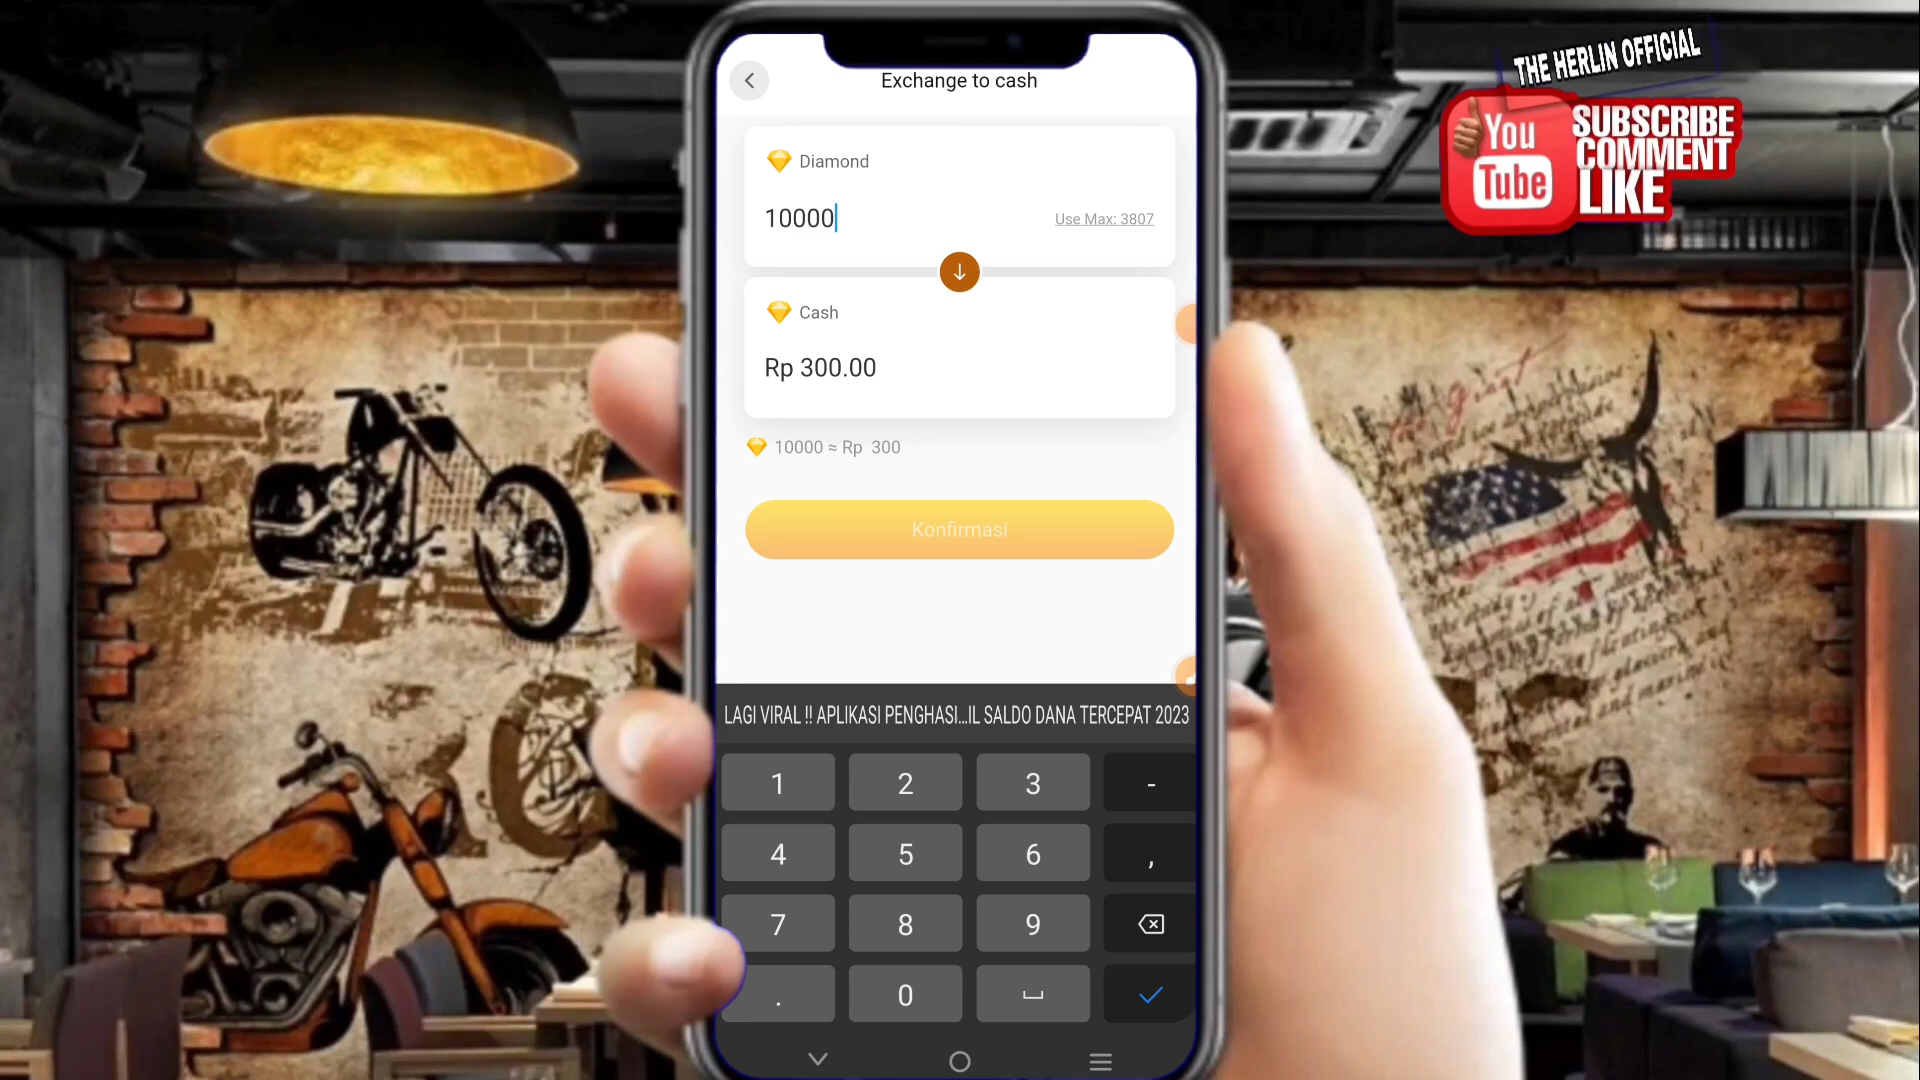 THE HERLIN OFFICIAL
You
Tube
SUBSCRIBE
COMMENT
LIKE
Exchange to cash
Diamond
10000
Use Max: 3807
Cash
Rp 300.00
10000 ≈ Rp 300
Konfirmasi
LAGI VIRAL !! APLIKASI PENGHASI...IL SALDO DANA TERCEPAT 2023
1 2 3 -
4 5 6 ,
7 8 9
. 0